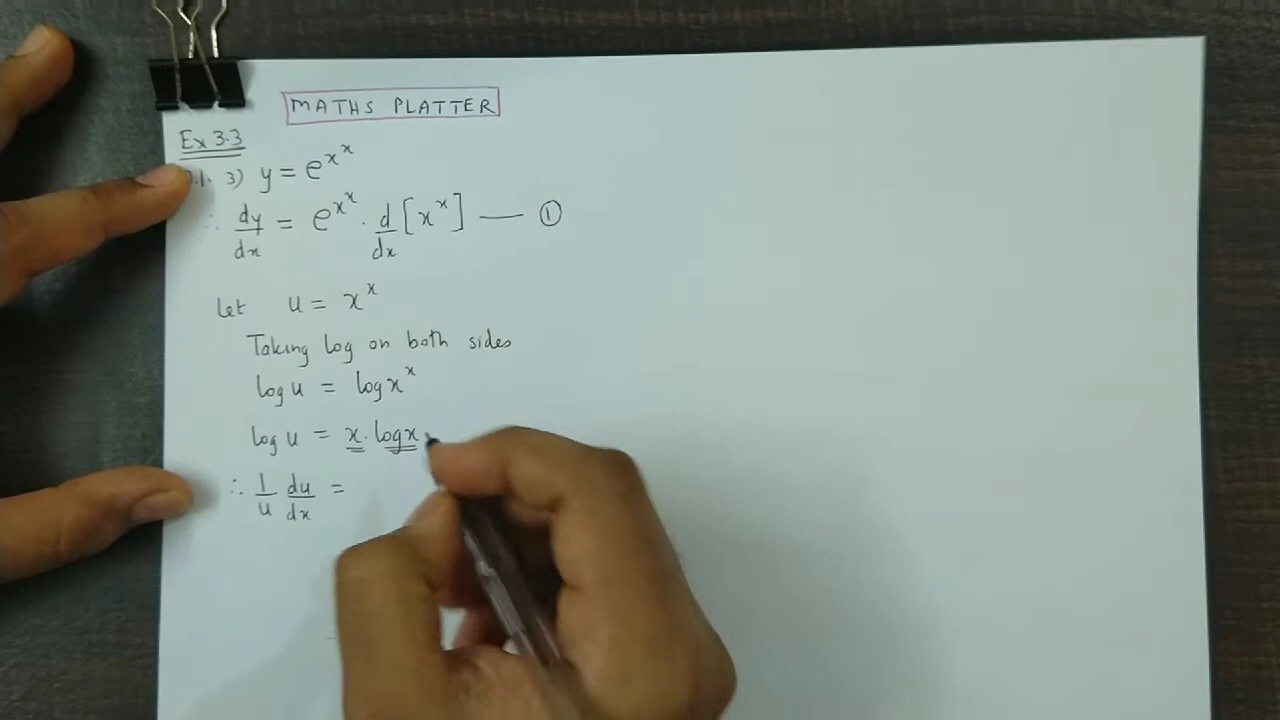 MATHS PLATTER
Ex 3.3
.1. 3) y = e^{x^x}
∴ dy/dx = e^{x^x} · d/dx [x^x] — ①
Let u = x^x
Taking log on both sides
log u = log x^x
log u = x · log x
∴ 1/u du/dx =